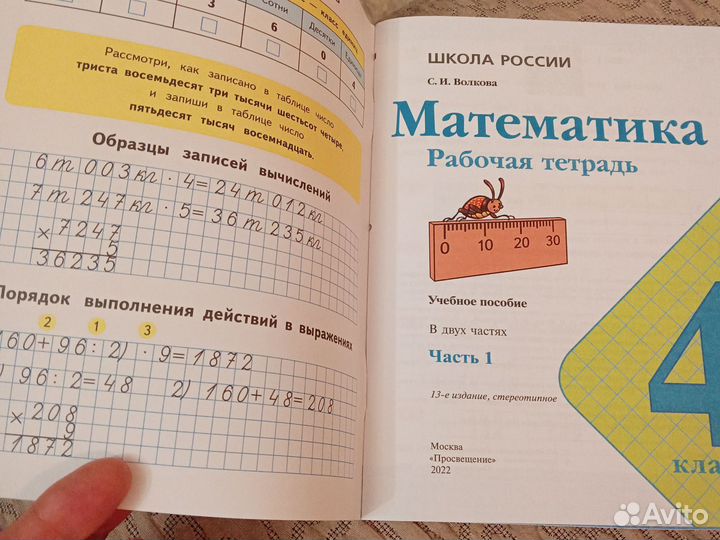 класс единиц
Сотни
Десятки
Единицы
3
6
0
4
Рассмотри, как записано в таблице число
триста восемьдесят три тысячи шестьсот четыре,
и запиши в таблице число
пятьдесят тысяч восемнадцать.
Образцы записей вычислений
6 т 003 кг · 4 = 24 т 012 кг
7 т 247 кг · 5 = 36 т 235 кг
× 7247
5
36235
Порядок выполнения действий в выражениях
2 1 3
160 + 96 : 2) · 9 = 1872
) 96 : 2 = 48 2) 160 + 48 = 208
× 208
9
1872
ШКОЛА РОССИИ
С. И. Волкова
Математика
Рабочая тетрадь
0 10 20 30
Учебное пособие
В двух частях
Часть 1
13-е издание, стереотипное
4
кла
Москва
«Просвещение»
2022
Avito